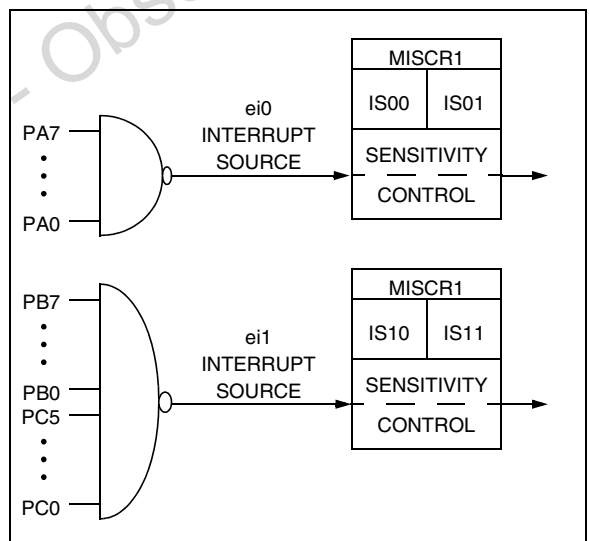 MISCR1
IS00 IS01
SENSITIVITY
CONTROL
ei0
INTERRUPT
SOURCE
PA7
PA0
MISCR1
IS10 IS11
SENSITIVITY
CONTROL
ei1
INTERRUPT
SOURCE
PB7
PB0
PC5
PC0